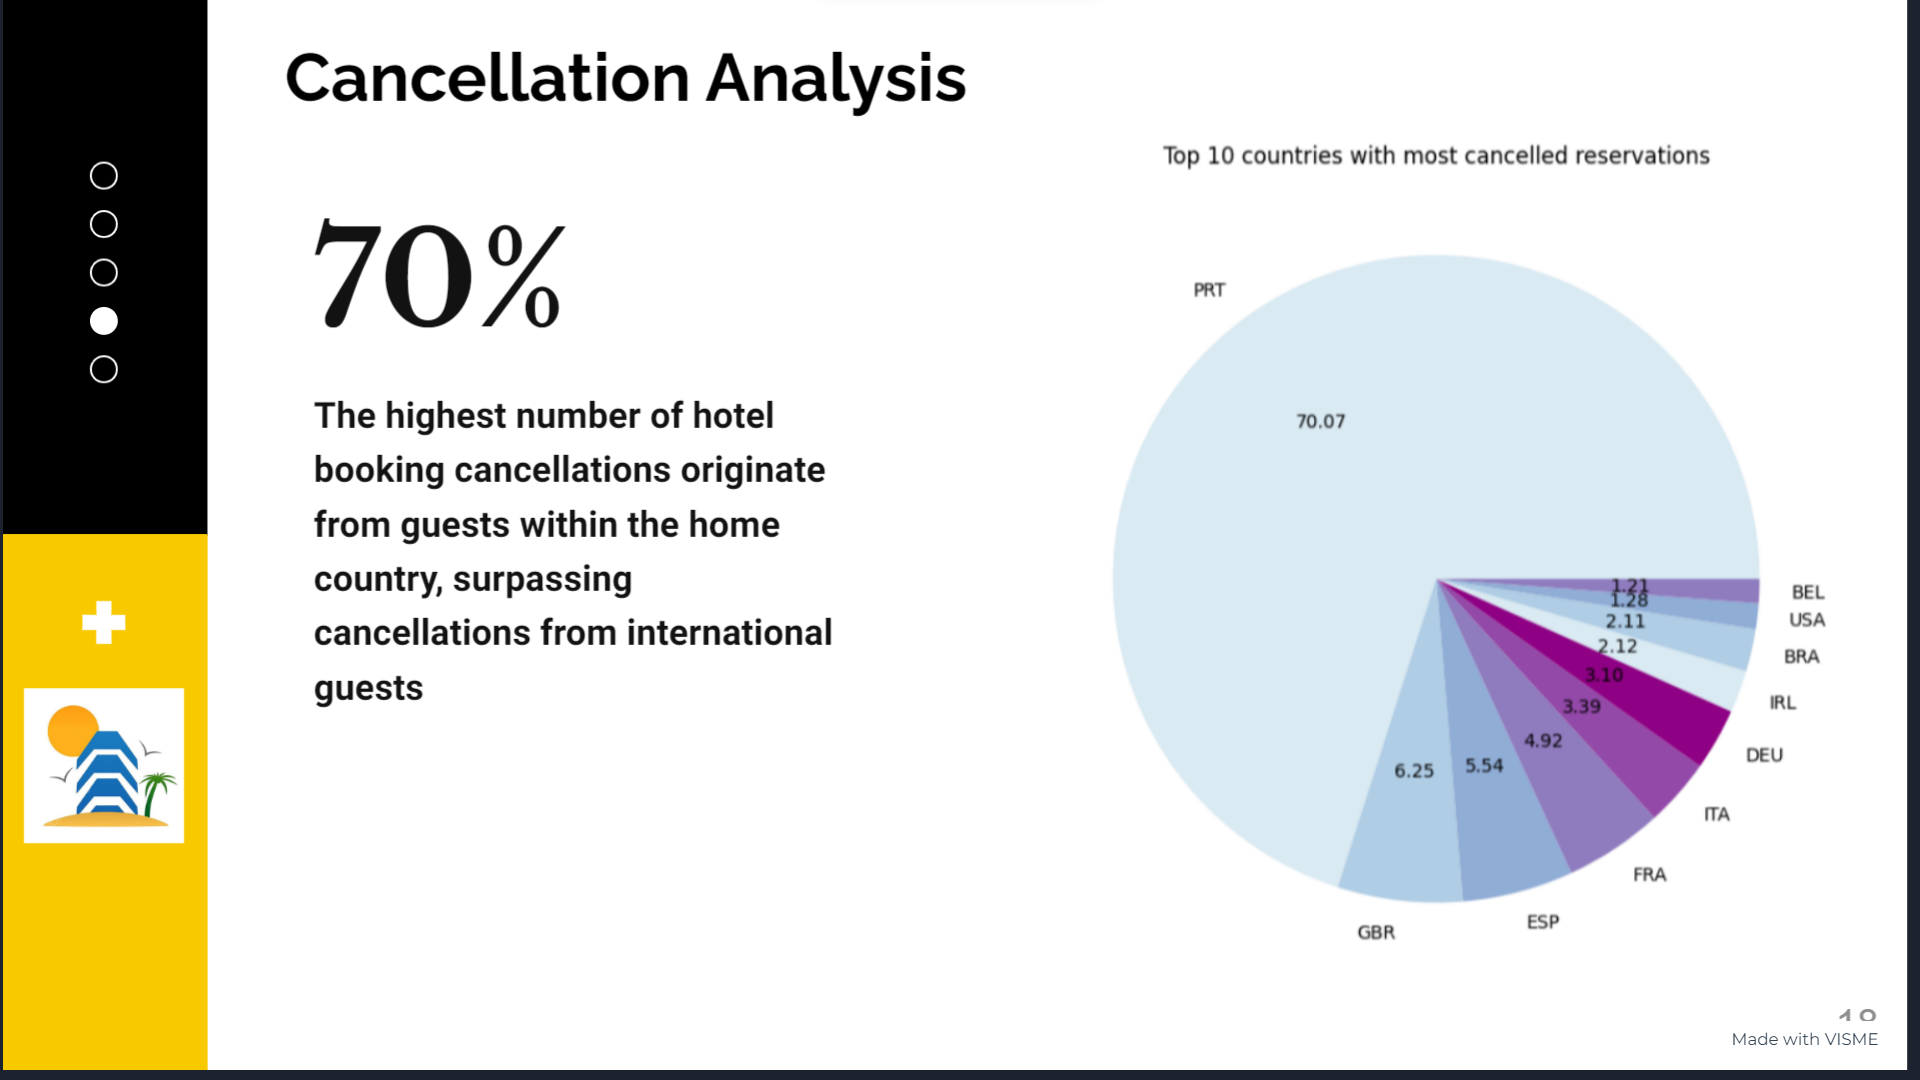 Cancellation Analysis
70%
The highest number of hotel
booking cancellations originate
from guests within the home
country, surpassing
cancellations from international
guests
Top 10 countries with most cancelled reservations
PRT
70.07
1.21
BEL
1.28
USA
2.11
BRA
2.12
IRL
3.10
DEU
3.39
ITA
4.92
FRA
5.54
ESP
6.25
GBR
Made with VISME